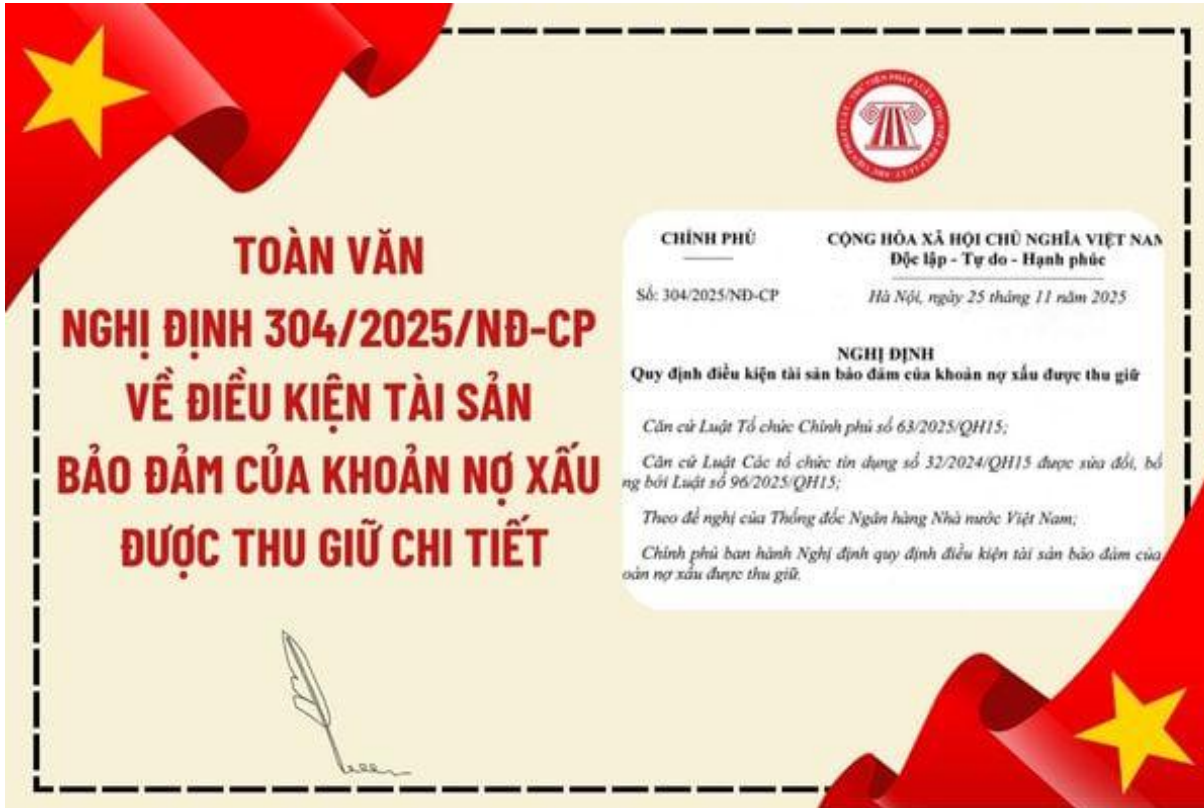 TOÀN VĂN
NGHỊ ĐỊNH 304/2025/NĐ-CP
VỀ ĐIỀU KIỆN TÀI SẢN
BẢO ĐẢM CỦA KHOẢN NỢ XẤU
ĐƯỢC THU GIỮ CHI TIẾT
THƯ VIỆN PHÁP LUẬT
CHÍNH PHỦ
Số: 304/2025/NĐ-CP
CỘNG HÒA XÃ HỘI CHỦ NGHĨA VIỆT NAM
Độc lập - Tự do - Hạnh phúc
Hà Nội, ngày 25 tháng 11 năm 2025
NGHỊ ĐỊNH
Quy định điều kiện tài sản bảo đảm của khoản nợ xấu được thu giữ
Căn cứ Luật Tổ chức Chính phủ số 63/2025/QH15;
Căn cứ Luật Các tổ chức tín dụng số 32/2024/QH15 được sửa đổi, bổ
ng bởi Luật số 96/2025/QH15;
Theo đề nghị của Thống đốc Ngân hàng Nhà nước Việt Nam;
Chính phủ ban hành Nghị định quy định điều kiện tài sản bảo đảm của
oản nợ xấu được thu giữ.